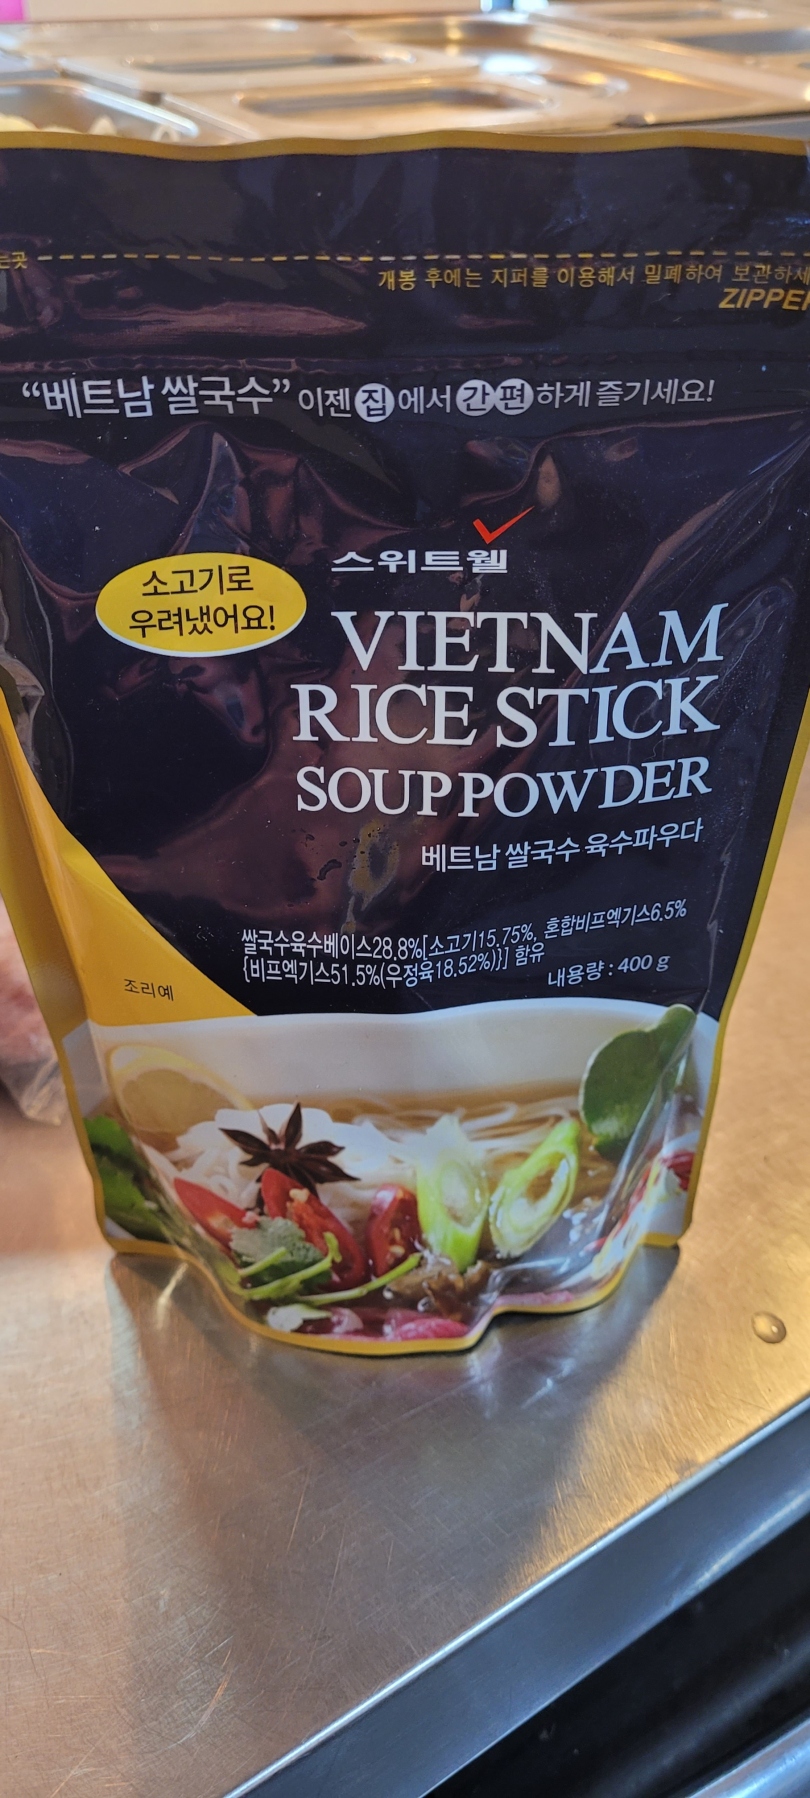 는곳
개봉 후에는 지퍼를 이용해서 밀폐하여 보관하세
ZIPPER
“베트남 쌀국수” 이젠 집에서 간편하게 즐기세요!
스위트웰
소고기로
우려냈어요!
VIETNAM
RICE STICK
SOUP POWDER
베트남 쌀국수 육수파우다
쌀국수육수베이스28.8%[소고기15.75%, 혼합비프엑기스6.5%
{비프엑기스51.5%(우정육18.52%)}] 함유
내용량 : 400 g
조리예